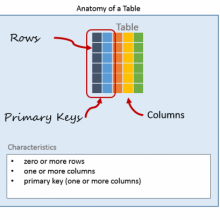 Anatomy of a Table
Table
Rows
Primary Keys
Columns
Characteristics
• zero or more rows
• one or more columns
• primary key (one or more columns)